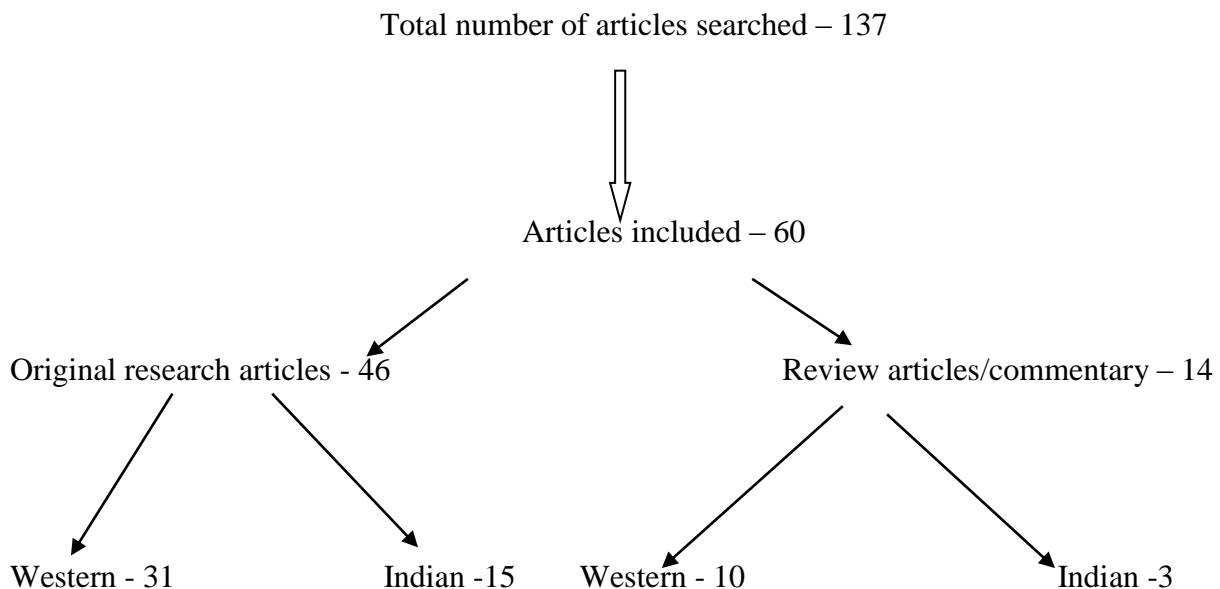 Total number of articles searched – 137
Articles included – 60
Original research articles - 46
Review articles/commentary – 14
Western - 31
Indian -15
Western - 10
Indian -3